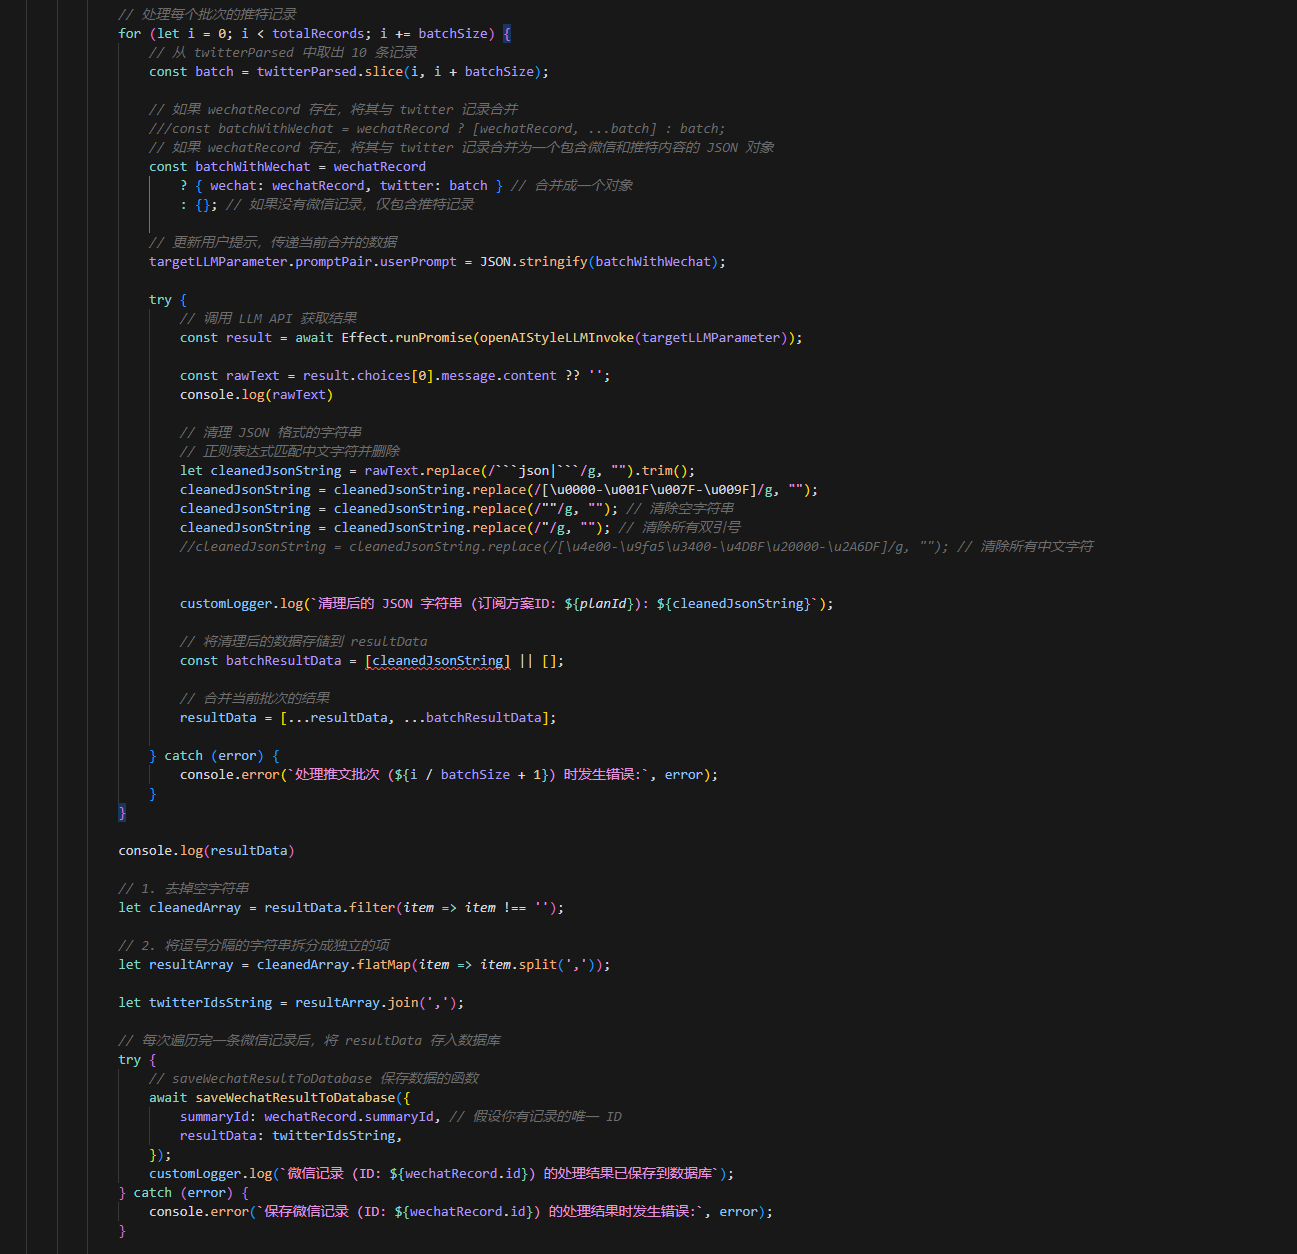 // 处理每个批次的推特记录
for (let i = 0; i < totalRecords; i += batchSize) {
// 从 twitterParsed 中取出 10 条记录
const batch = twitterParsed.slice(i, i + batchSize);
// 如果 wechatRecord 存在，将其与 twitter 记录合并
///const batchWithWechat = wechatRecord ? [wechatRecord, ...batch] : batch;
// 如果 wechatRecord 存在，将其与 twitter 记录合并为一个包含微信和推特内容的 JSON 对象
const batchWithWechat = wechatRecord
? { wechat: wechatRecord, twitter: batch } // 合并成一个对象
: {}; // 如果没有微信记录，仅包含推特记录
// 更新用户提示，传递当前合并的数据
targetLLMParameter.promptPair.userPrompt = JSON.stringify(batchWithWechat);
try {
// 调用 LLM API 获取结果
const result = await Effect.runPromise(openAIStyleLLMInvoke(targetLLMParameter));
const rawText = result.choices[0].message.content ?? '';
console.log(rawText)
// 清理 JSON 格式的字符串
// 正则表达式匹配中文字符并删除
let cleanedJsonString = rawText.replace(/```json|```/g, "").trim();
cleanedJsonString = cleanedJsonString.replace(/[\u0000-\u001F\u007F-\u009F]/g, "");
cleanedJsonString = cleanedJsonString.replace(/""/g, ""); // 清除空字符串
cleanedJsonString = cleanedJsonString.replace(/"/g, ""); // 清除所有双引号
//cleanedJsonString = cleanedJsonString.replace(/[\u4e00-\u9fa5\u3400-\u4DBF\u20000-\u2A6DF]/g, ""); // 清除所有中文字符
customLogger.log(`清理后的 JSON 字符串 (订阅方案ID: ${planId}): ${cleanedJsonString}`);
// 将清理后的数据存储到 resultData
const batchResultData = [cleanedJsonString] || [];
// 合并当前批次的结果
resultData = [...resultData, ...batchResultData];
} catch (error) {
console.error(`处理推文批次 (${i / batchSize + 1}) 时发生错误:`, error);
}
}
console.log(resultData)
// 1. 去掉空字符串
let cleanedArray = resultData.filter(item => item !== '');
// 2. 将逗号分隔的字符串拆分成独立的项
let resultArray = cleanedArray.flatMap(item => item.split(','));
let twitterIdsString = resultArray.join(',');
// 每次遍历完一条微信记录后，将 resultData 存入数据库
try {
// saveWechatResultToDatabase 保存数据的函数
await saveWechatResultToDatabase({
summaryId: wechatRecord.summaryId, // 假设你有记录的唯一 ID
resultData: twitterIdsString,
});
customLogger.log(`微信记录 (ID: ${wechatRecord.id}) 的处理结果已保存到数据库`);
} catch (error) {
console.error(`保存微信记录 (ID: ${wechatRecord.id}) 的处理结果时发生错误:`, error);
}